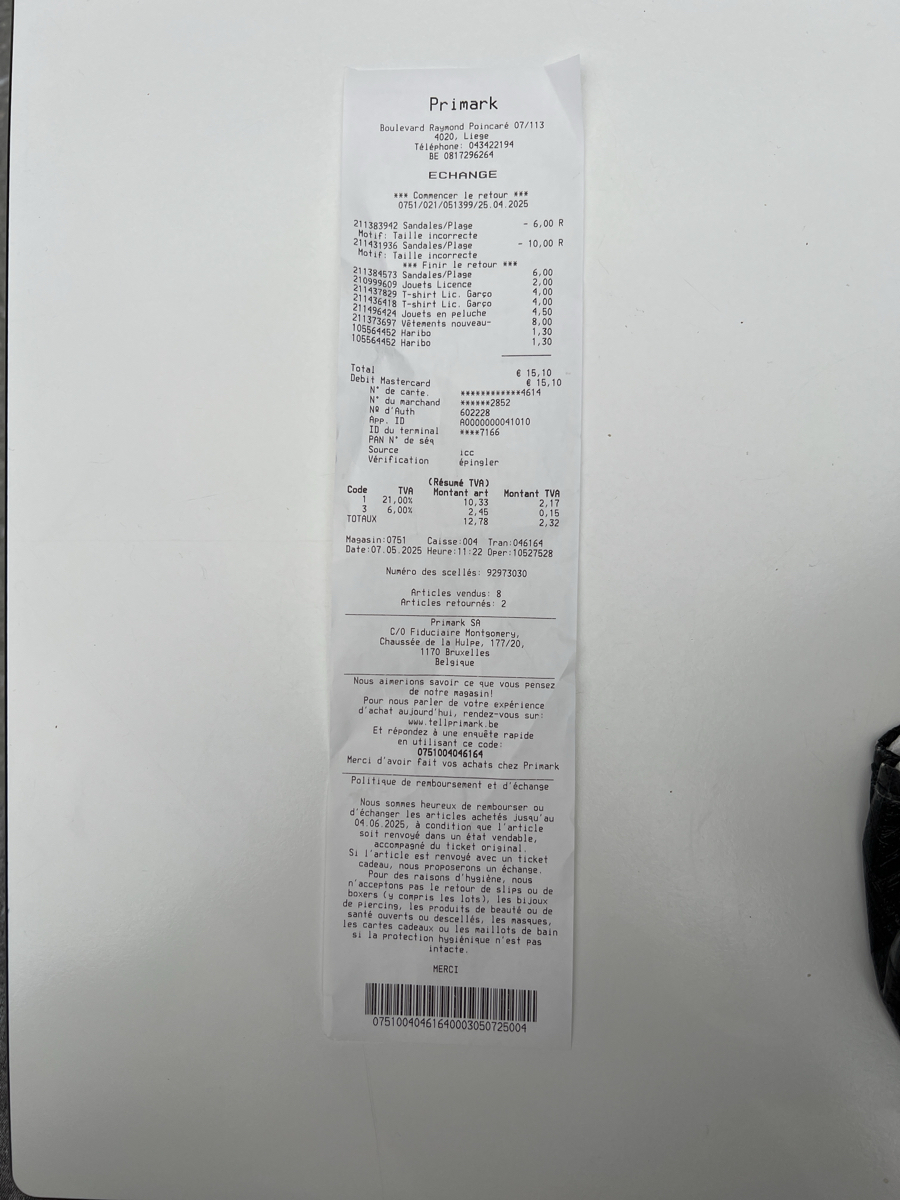 Primark
Boulevard Raymond Poincaré 07/113
4020, Liege
Téléphone: 043422194
BE 0817296264
ECHANGE
*** Commencer le retour ***
0751/021/051399/25.04.2025
211383942 Sandales/Plage - 6,00 R
Motif: Taille incorrecte
211431936 Sandales/Plage - 10,00 R
Motif: Taille incorrecte
*** Finir le retour ***
211384573 Sandales/Plage 6,00
210999609 Jouets Licence 2,00
211437829 T-shirt Lic. Garço 4,00
211436418 T-shirt Lic. Garço 4,00
211496424 Jouets en peluche 4,50
211373697 Vêtements nouveau- 8,00
105564452 Haribo 1,30
105564452 Haribo 1,30
Total € 15,10
Debit Mastercard € 15,10
N° de carte. ************4614
N° du marchand ******2852
Nº d'Auth 602228
App. ID A0000000041010
ID du terminal ****7166
PAN N° de séq
Source icc
Vérification épingler
(Résumé TVA)
Code TVA Montant art Montant TVA
1 21,00% 10,33 2,17
3 6,00% 2,45 0,15
TOTAUX 12,78 2,32
Magasin:0751 Caisse:004 Tran:046164
Date:07.05.2025 Heure:11:22 Oper:10527528
Numéro des scellés: 92973030
Articles vendus: 8
Articles retournés: 2
Primark SA
C/O Fiduciaire Montgomery,
Chaussée de la Hulpe, 177/20,
1170 Bruxelles
Belgique
Nous aimerions savoir ce que vous pensez
de notre magasin!
Pour nous parler de votre expérience
d'achat aujourd'hui, rendez-vous sur:
www.tellprimark.be
Et répondez à une enquête rapide
en utilisant ce code:
0751004046164
Merci d'avoir fait vos achats chez Primark
Politique de remboursement et d'échange
Nous sommes heureux de rembourser ou
d'échanger les articles achetés jusqu'au
04.06.2025, à condition que l'article
soit renvoyé dans un état vendable,
accompagné du ticket original.
Si l'article est renvoyé avec un ticket
cadeau, nous proposerons un échange.
Pour des raisons d'hygiène, nous
n'acceptons pas le retour de slips ou de
boxers (y compris les lots), les bijoux
de piercing, les produits de beauté ou de
santé ouverts ou descellés, les masques,
les cartes cadeaux ou les maillots de bain
si la protection hygiénique n'est pas
intacte.
MERCI
07510040461640003050725004